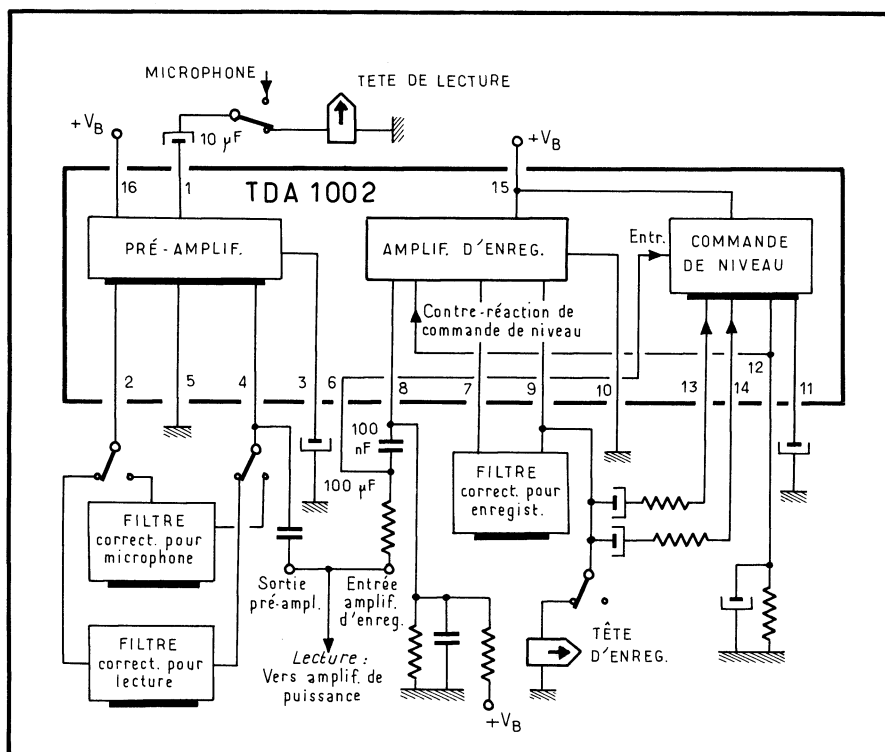 MICROPHONE
TETE DE LECTURE
+VB
10 µF
+VB
16
1
TDA 1002
15
PRÉ-AMPLIF.
AMPLIF. D'ENREG.
Entr.
COMMANDE
DE NIVEAU
Contre-réaction de
commande de niveau
2
5
4
3
6
8
7
9
10
13
14
12
11
100
nF
100 µF
FILTRE
correct. pour
microphone
FILTRE
correct. pour
enregist.
Sortie
pré-ampl.
Entrée
amplif.
d'enreg.
FILTRE
correct. pour
lecture
Lecture :
Vers amplif. de
puissance
TÊTE
D'ENREG.
+VB